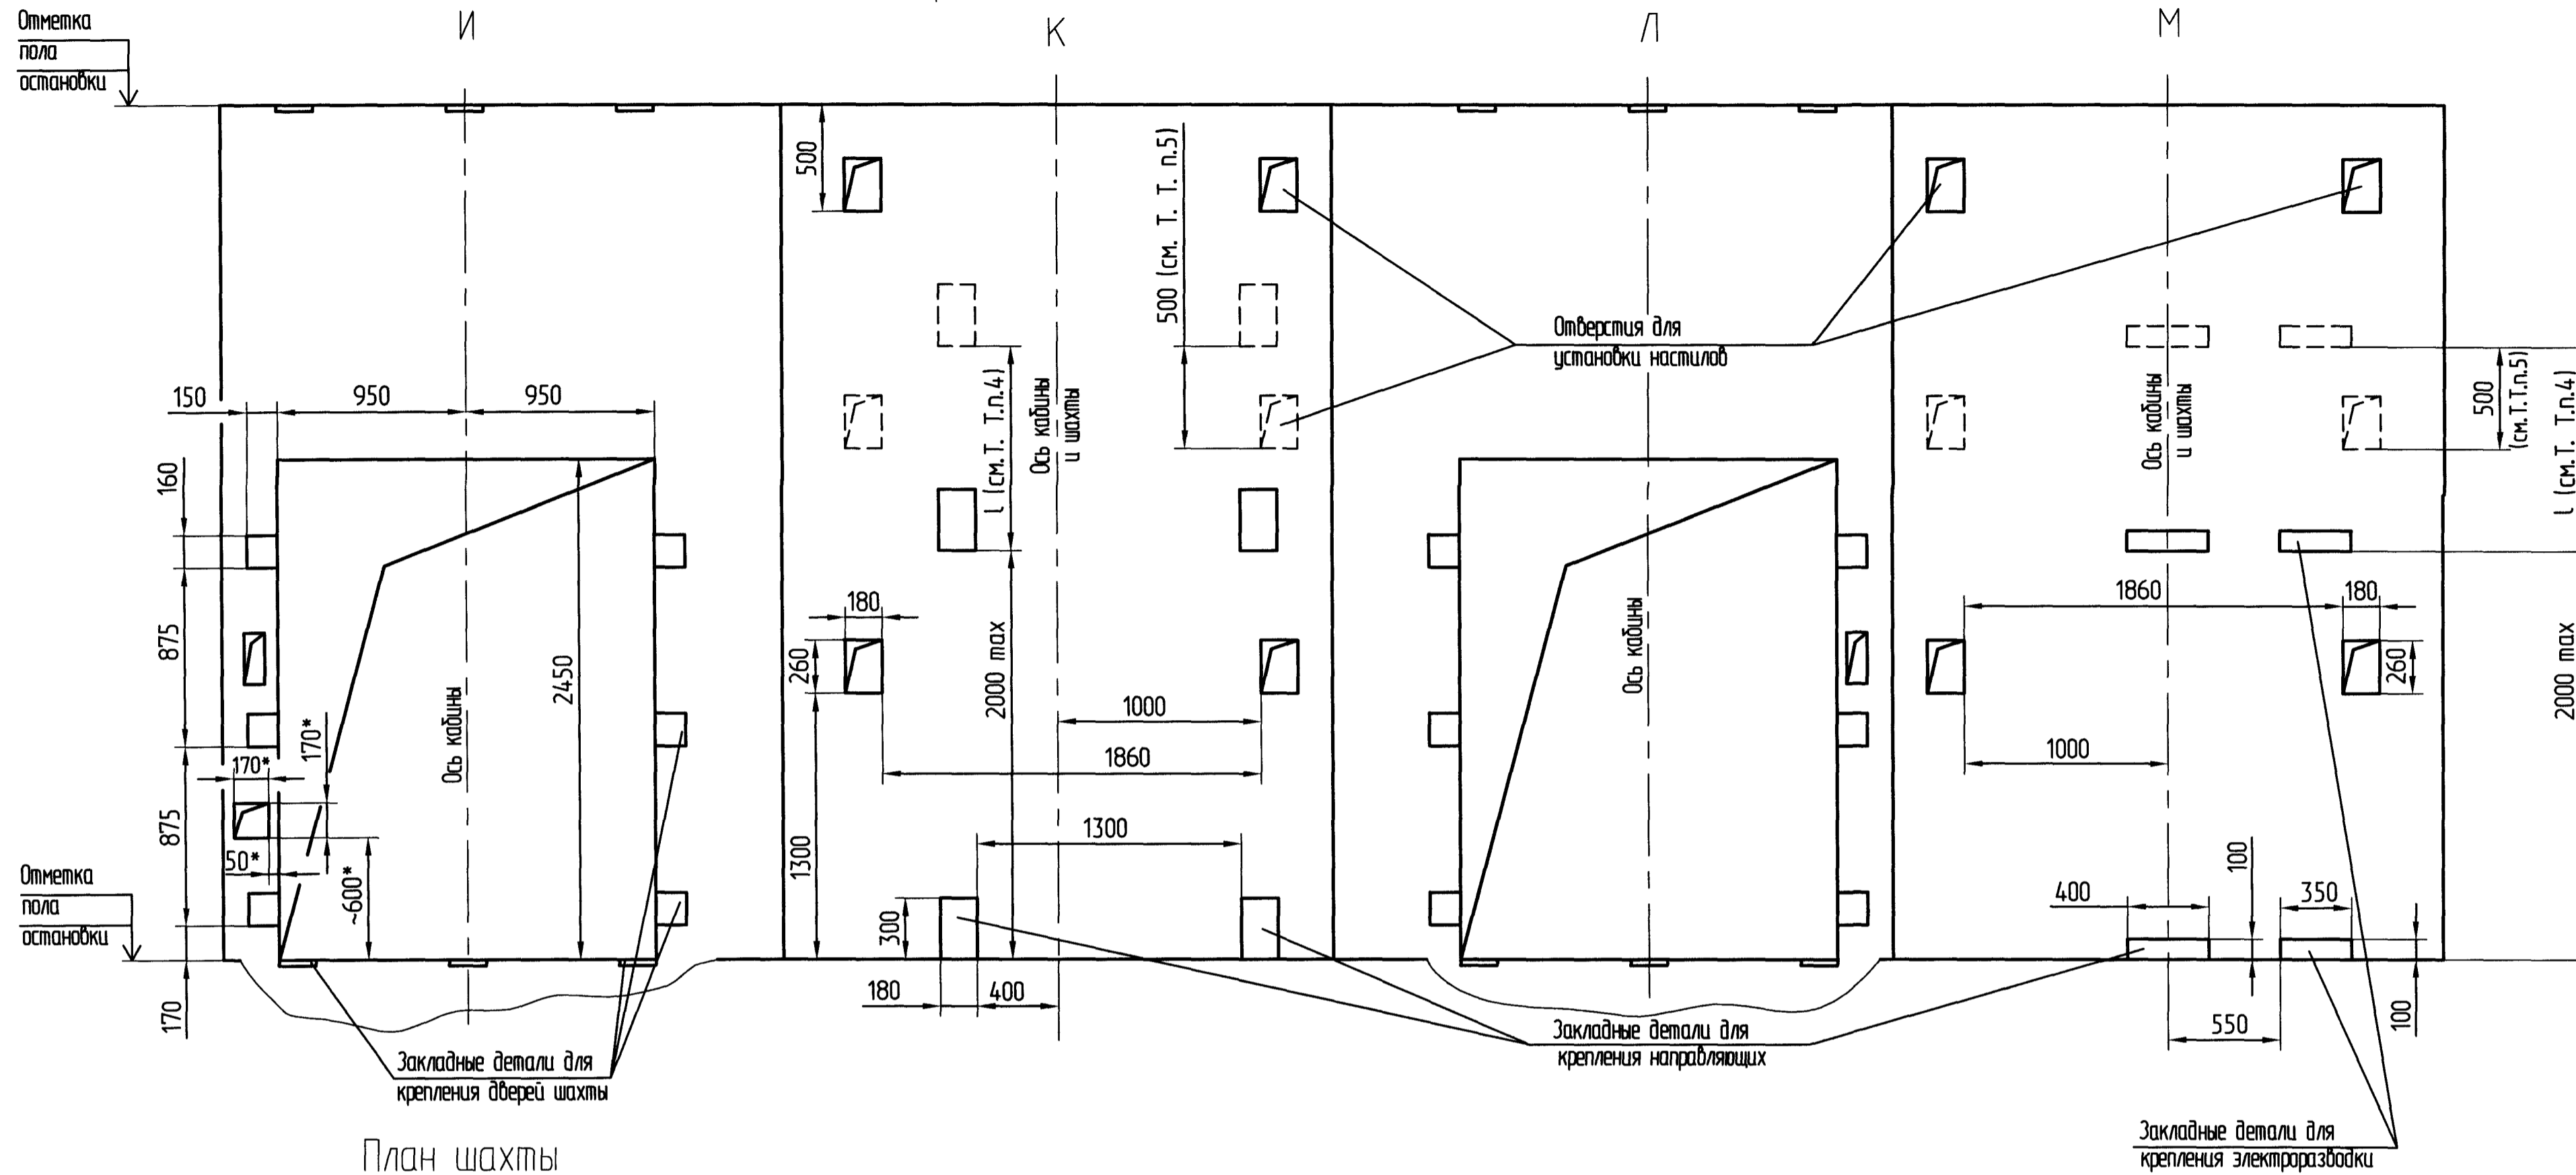 Отметка
пола
остановки
И
К
Л
М
500
500 (см. Т. Т. п.5)
Отверстия для
установки настилов
150
950
950
160
875
875
170
170*
170*
50*
~600*
2450
Ось кабины
l (см.Т. Т.п.4)
Ось кабины
и шахты
180
260
1300
2000 max
1000
1860
1300
300
180
400
Ось кабины
Ось кабины
и шахты
500
(см.Т.Т.п.5)
l (см.Т. Т.п.4)
1860
180
260
2000 max
1000
100
400
350
550
100
Отметка
пола
остановки
Закладные детали для
крепления дверей шахты
Закладные детали для
крепления направляющих
Закладные детали для
крепления электроразводки
План шахты